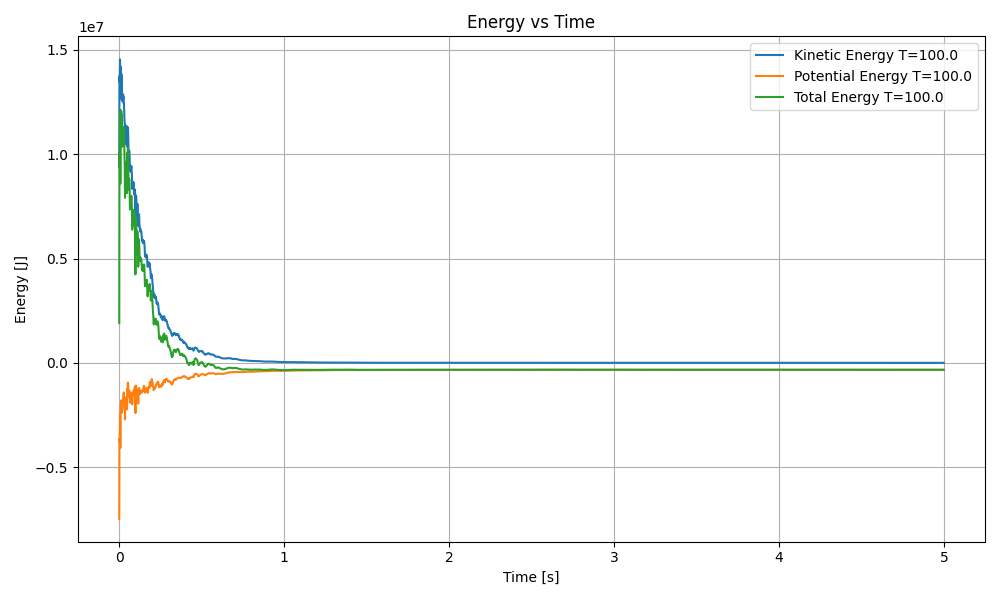 Energy vs Time
1e7
1.5
1.0
0.5
0.0
−0.5
Energy [J]
Kinetic Energy T=100.0
Potential Energy T=100.0
Total Energy T=100.0
0 1 2 3 4 5
Time [s]